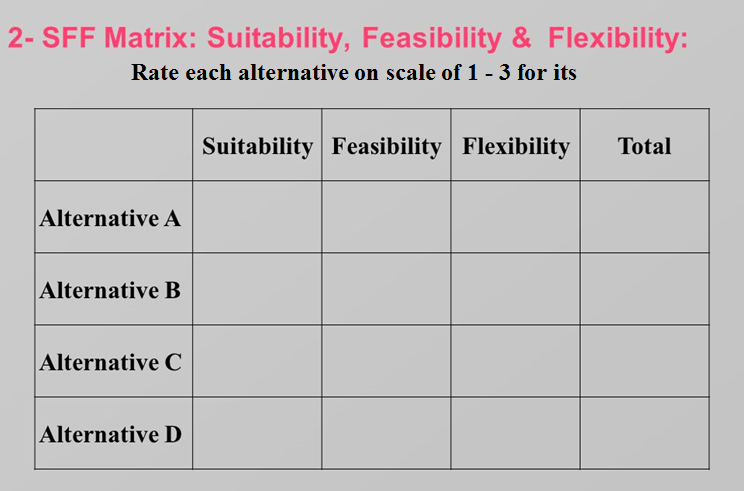 2- SFF Matrix: Suitability, Feasibility & Flexibility:
Rate each alternative on scale of 1 - 3 for its
Suitability Feasibility Flexibility Total
Alternative A
Alternative B
Alternative C
Alternative D